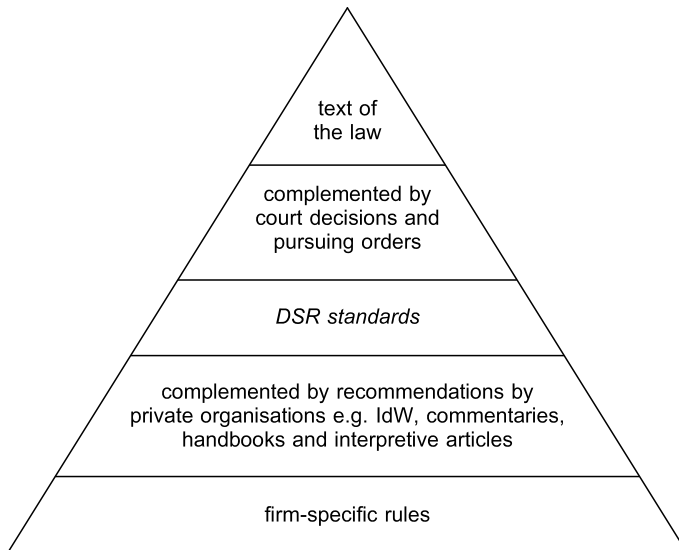 text of
the law
complemented by
court decisions and
pursuing orders
DSR standards
complemented by recommendations by
private organisations e.g. IdW, commentaries,
handbooks and interpretive articles
firm-specific rules